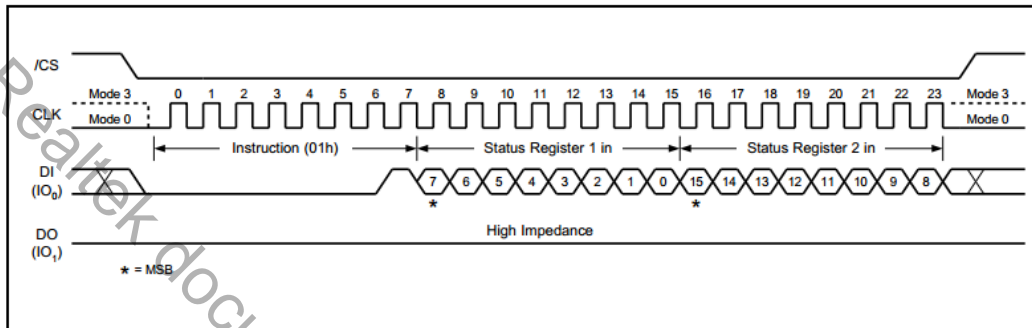 /CS
Mode 3 0 1 2 3 4 5 6 7 8 9 10 11 12 13 14 15 16 17 18 19 20 21 22 23 Mode 3
CLK
Mode 0 Mode 0
Instruction (01h) Status Register 1 in Status Register 2 in
DI
(IO0)
7 6 5 4 3 2 1 0 15 14 13 12 11 10 9 8
* *
High Impedance
DO
(IO1)
* = MSB
Realtek doc